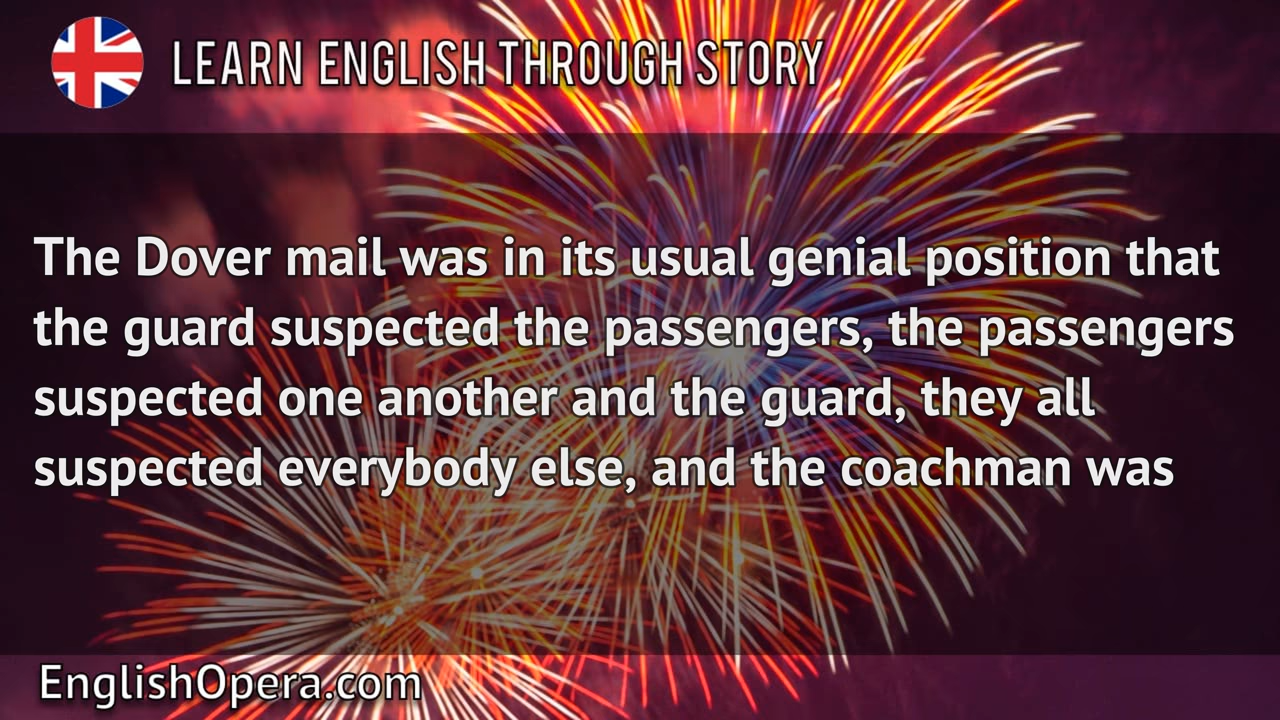 LEARN ENGLISH THROUGH STORY
The Dover mail was in its usual genial position that
the guard suspected the passengers, the passengers
suspected one another and the guard, they all
suspected everybody else, and the coachman was
EnglishOpera.com